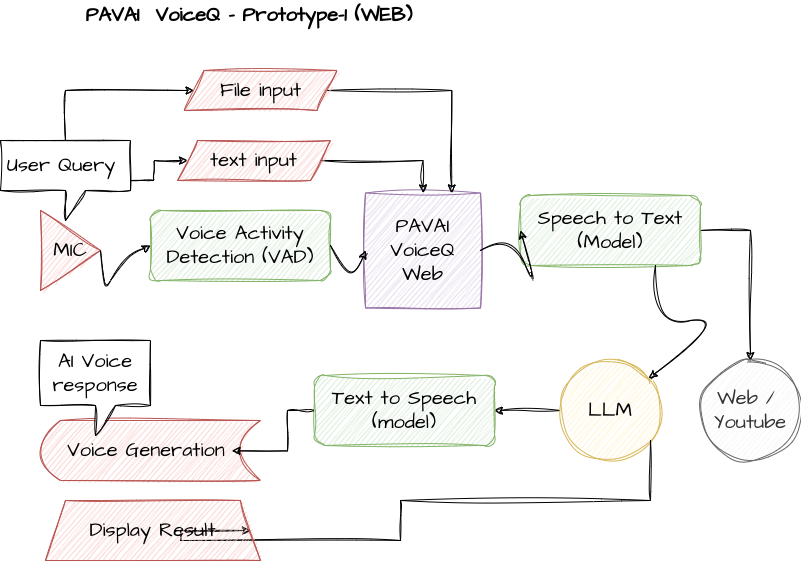 PAVAI VoiceQ - Prototype-1 (WEB)
File input
User Query
text input
MIC
Voice Activity
Detection (VAD)
PAVAI
VoiceQ
Web
Speech to Text
(Model)
AI Voice
response
Text to Speech
(model)
LLM
Web /
Youtube
Voice Generation
Display Result